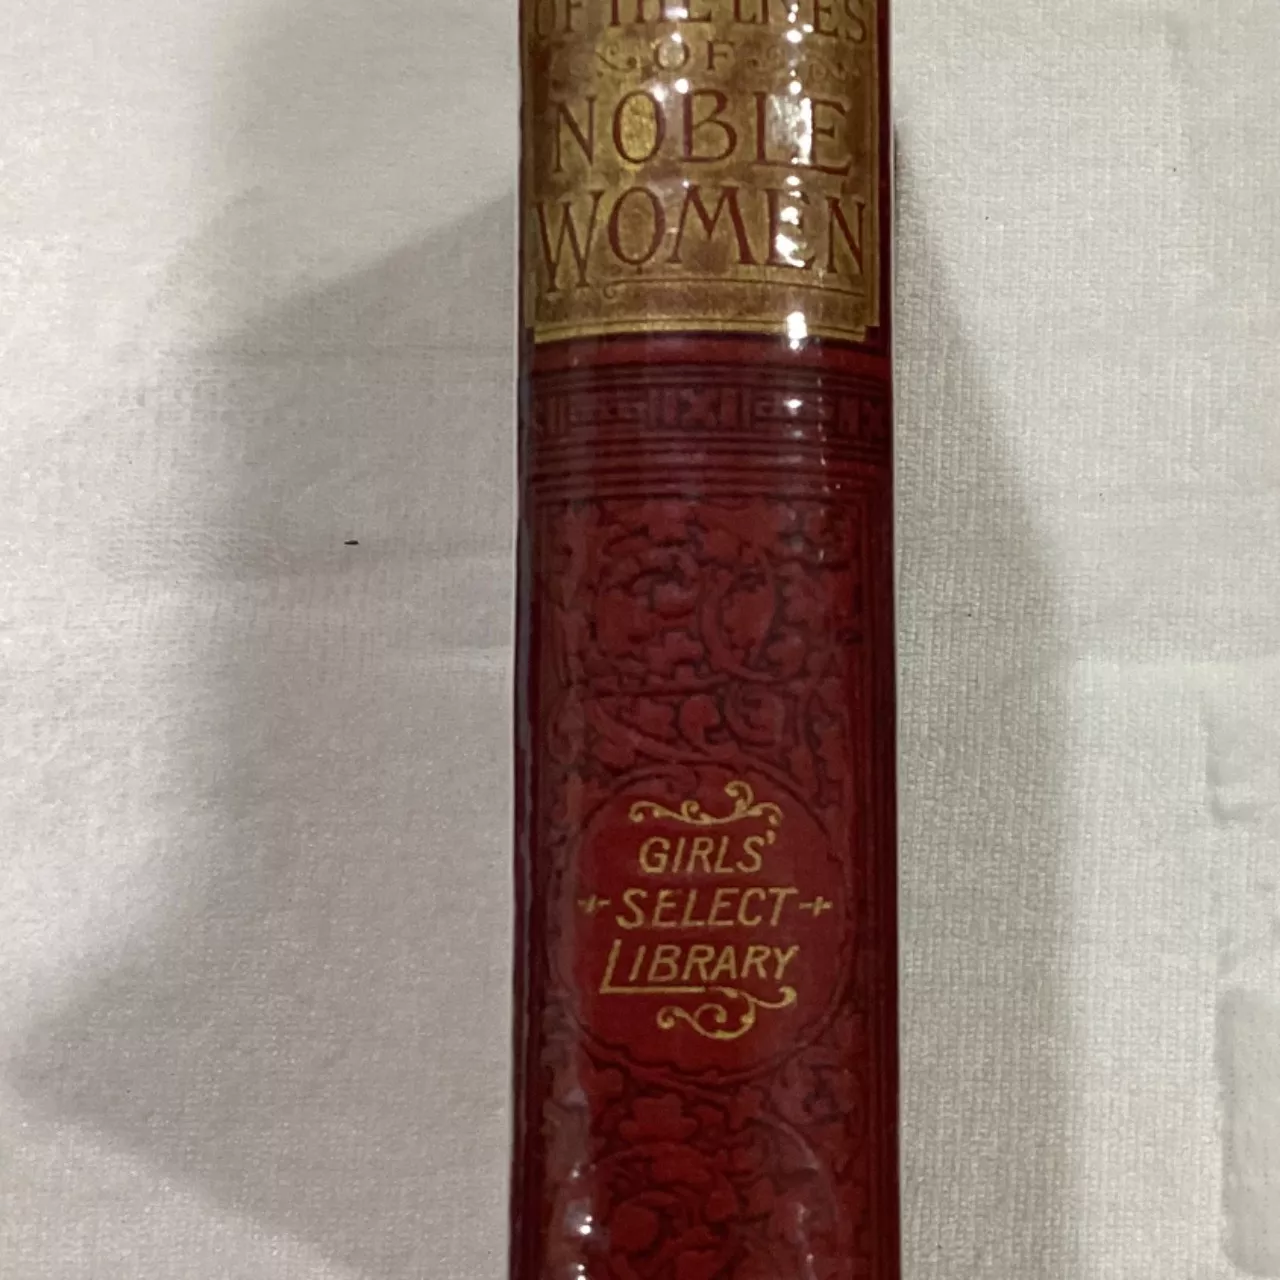 OF THE LIVES
OF
NOBLE
WOMEN
GIRLS'
SELECT
LIBRARY